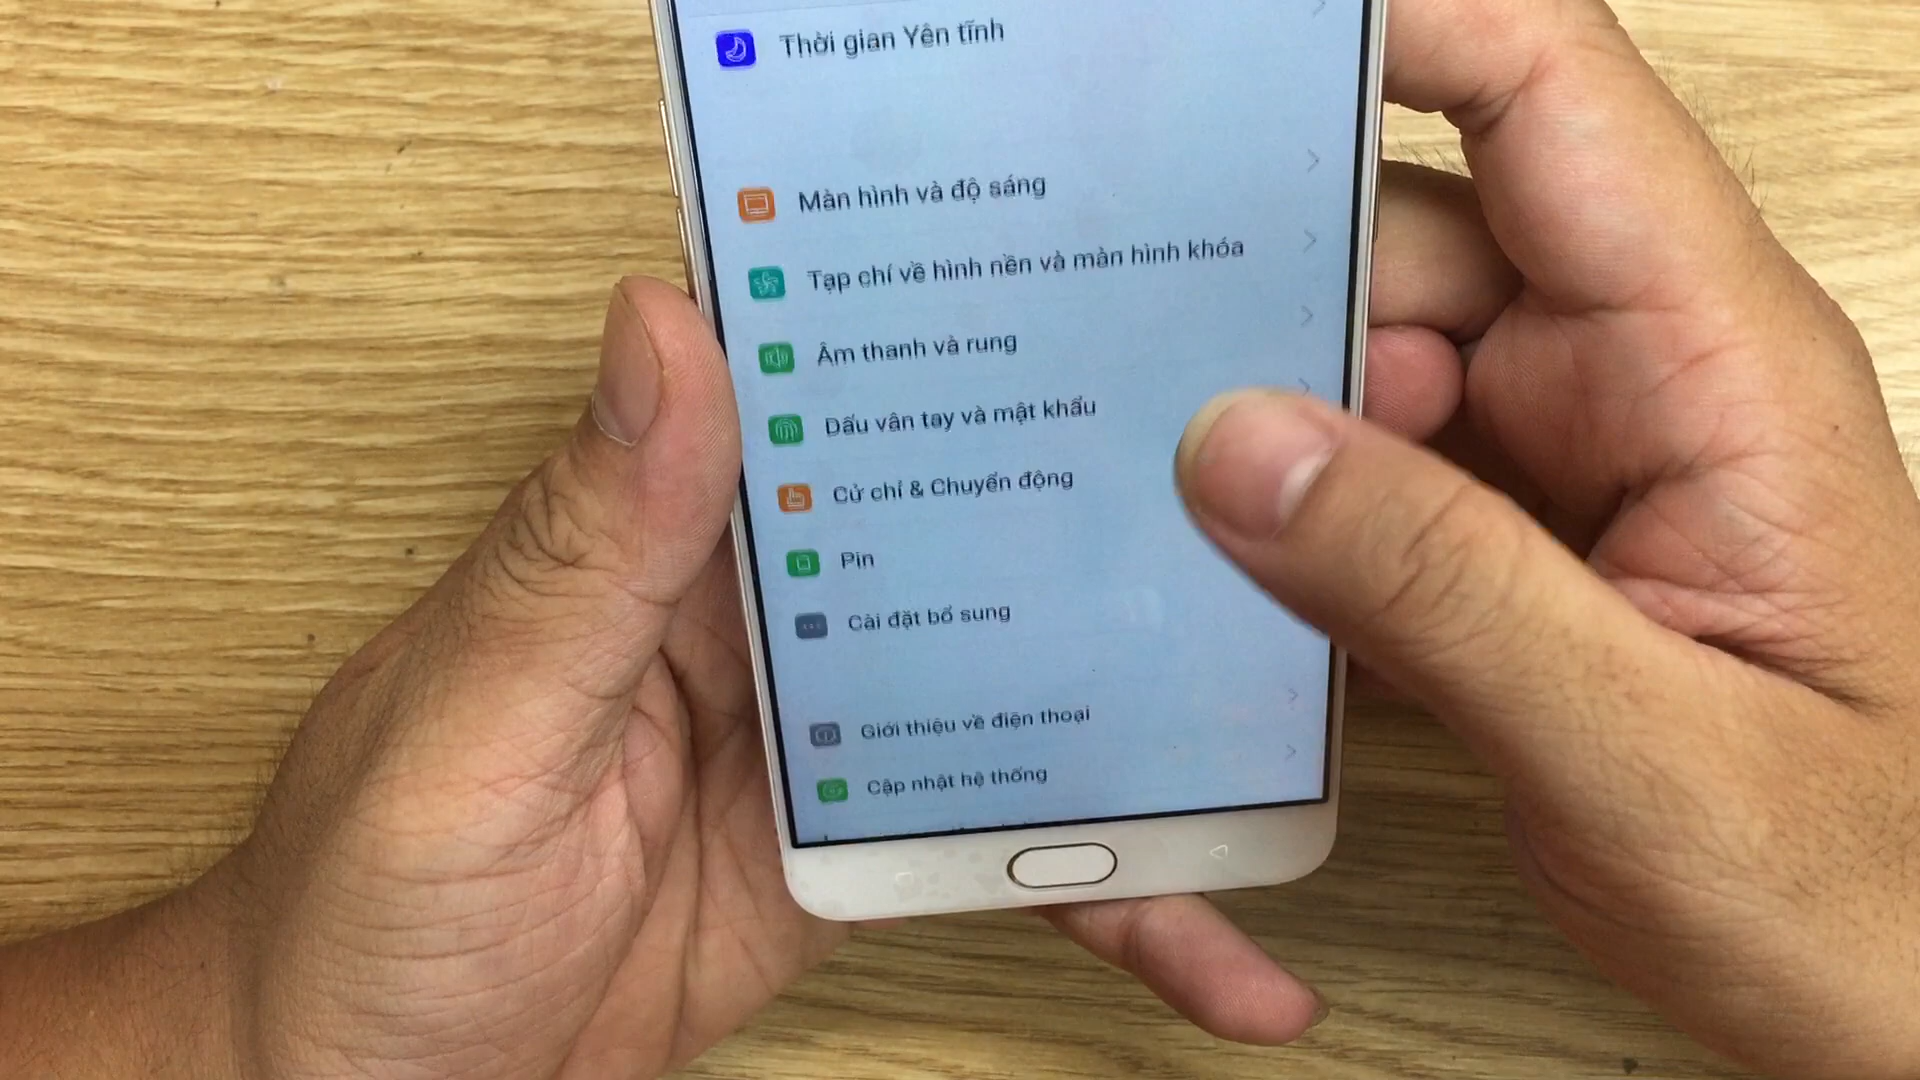 Thời gian Yên tĩnh
Màn hình và độ sáng
Tạp chí về hình nền và màn hình khóa
Âm thanh và rung
Dấu vân tay và mật khẩu
Cử chỉ & Chuyển động
Pin
Cài đặt bổ sung
Giới thiệu về điện thoại
Cập nhật hệ thống